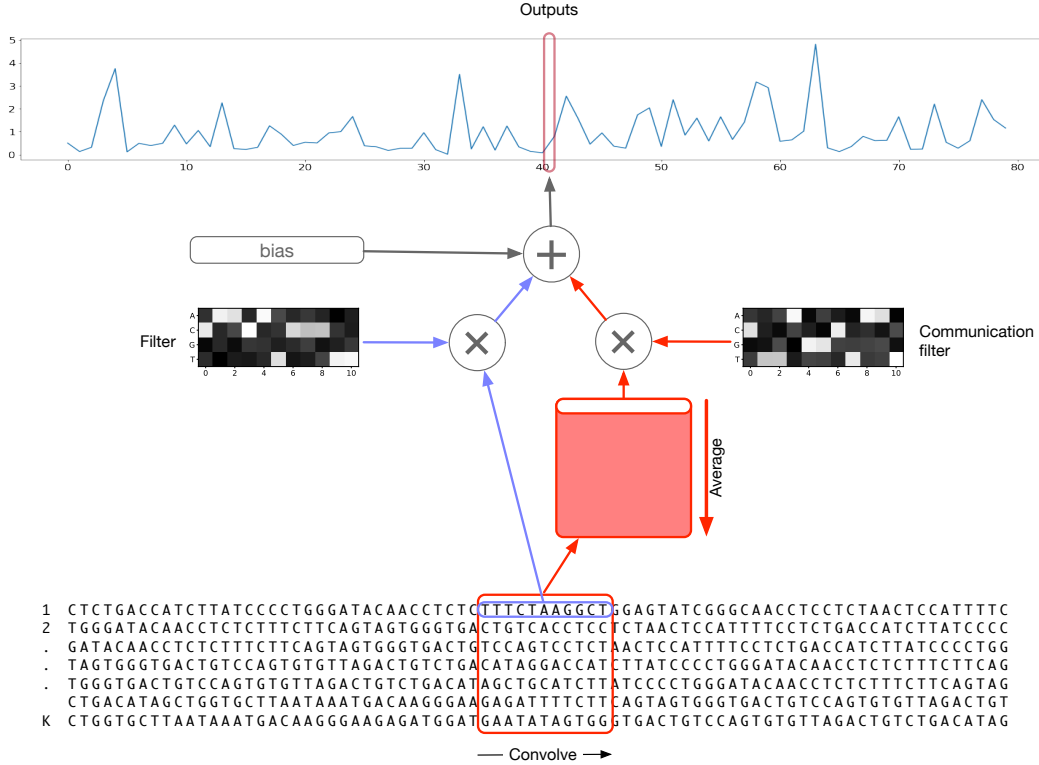 Outputs
5
4
3
2
1
0
0 10 20 30 40 50 60 70 80
bias
+
Filter
A
C
G
T
0 2 4 6 8 10
×
×
A
C
G
T
0 2 4 6 8 10
Communication
filter
Average
1 CTCTGACCATCTTATCCCCTGGGATACAACCTCTCTTTCTAAGGCTGGAGTATCGGGCAACCTCCTCTAACTCCATTTTC
2 TGGGATACAACCTCTCTTTCTTCAGTAGTGGGTGACTGTCACCTCCTCTAACTCCATTTTCCTCTGACCATCTTATCCCC
. GATACAACCTCTCTTTCTTCAGTAGTGGGTGACTGTCCAGTCCTCTAACTCCATTTTCCTCTGACCATCTTATCCCCTGG
. TAGTGGGTGACTGTCCAGTGTGTTAGACTGTCTGACATAGGACCATCTTATCCCCTGGGATACAACCTCTCTTTCTTCAG
. TGGGTGACTGTCCAGTGTGTTAGACTGTCTGACATAGCTGCATCTTATCCCCTGGGATACAACCTCTCTTTCTTCAGTAG
CTGACATAGCTGGTGCTTAATAAATGACAAGGGAAGAGATTTTCTTCAGTAGTGGGTGACTGTCCAGTGTGTTAGACTGT
K CTGGTGCTTAATAAATGACAAGGGAAGAGATGGATGAATATAGTGGGTGACTGTCCAGTGTGTTAGACTGTCTGACATAG
Convolve